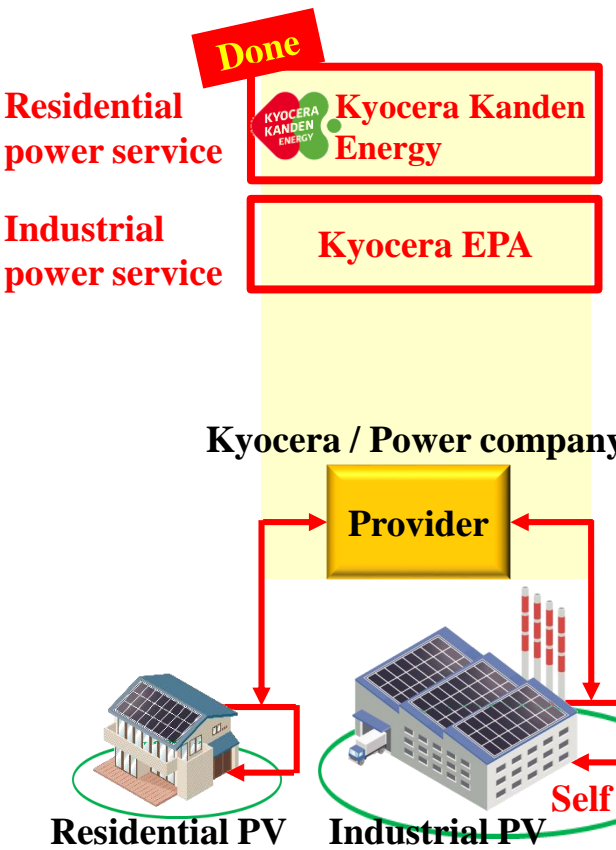 Done
Residential
power service
KYOCERA
KANDEN
ENERGY
Kyocera Kanden
Energy
Industrial
power service
Kyocera EPA
Kyocera / Power company
Provider
Self
Residential PV
Industrial PV